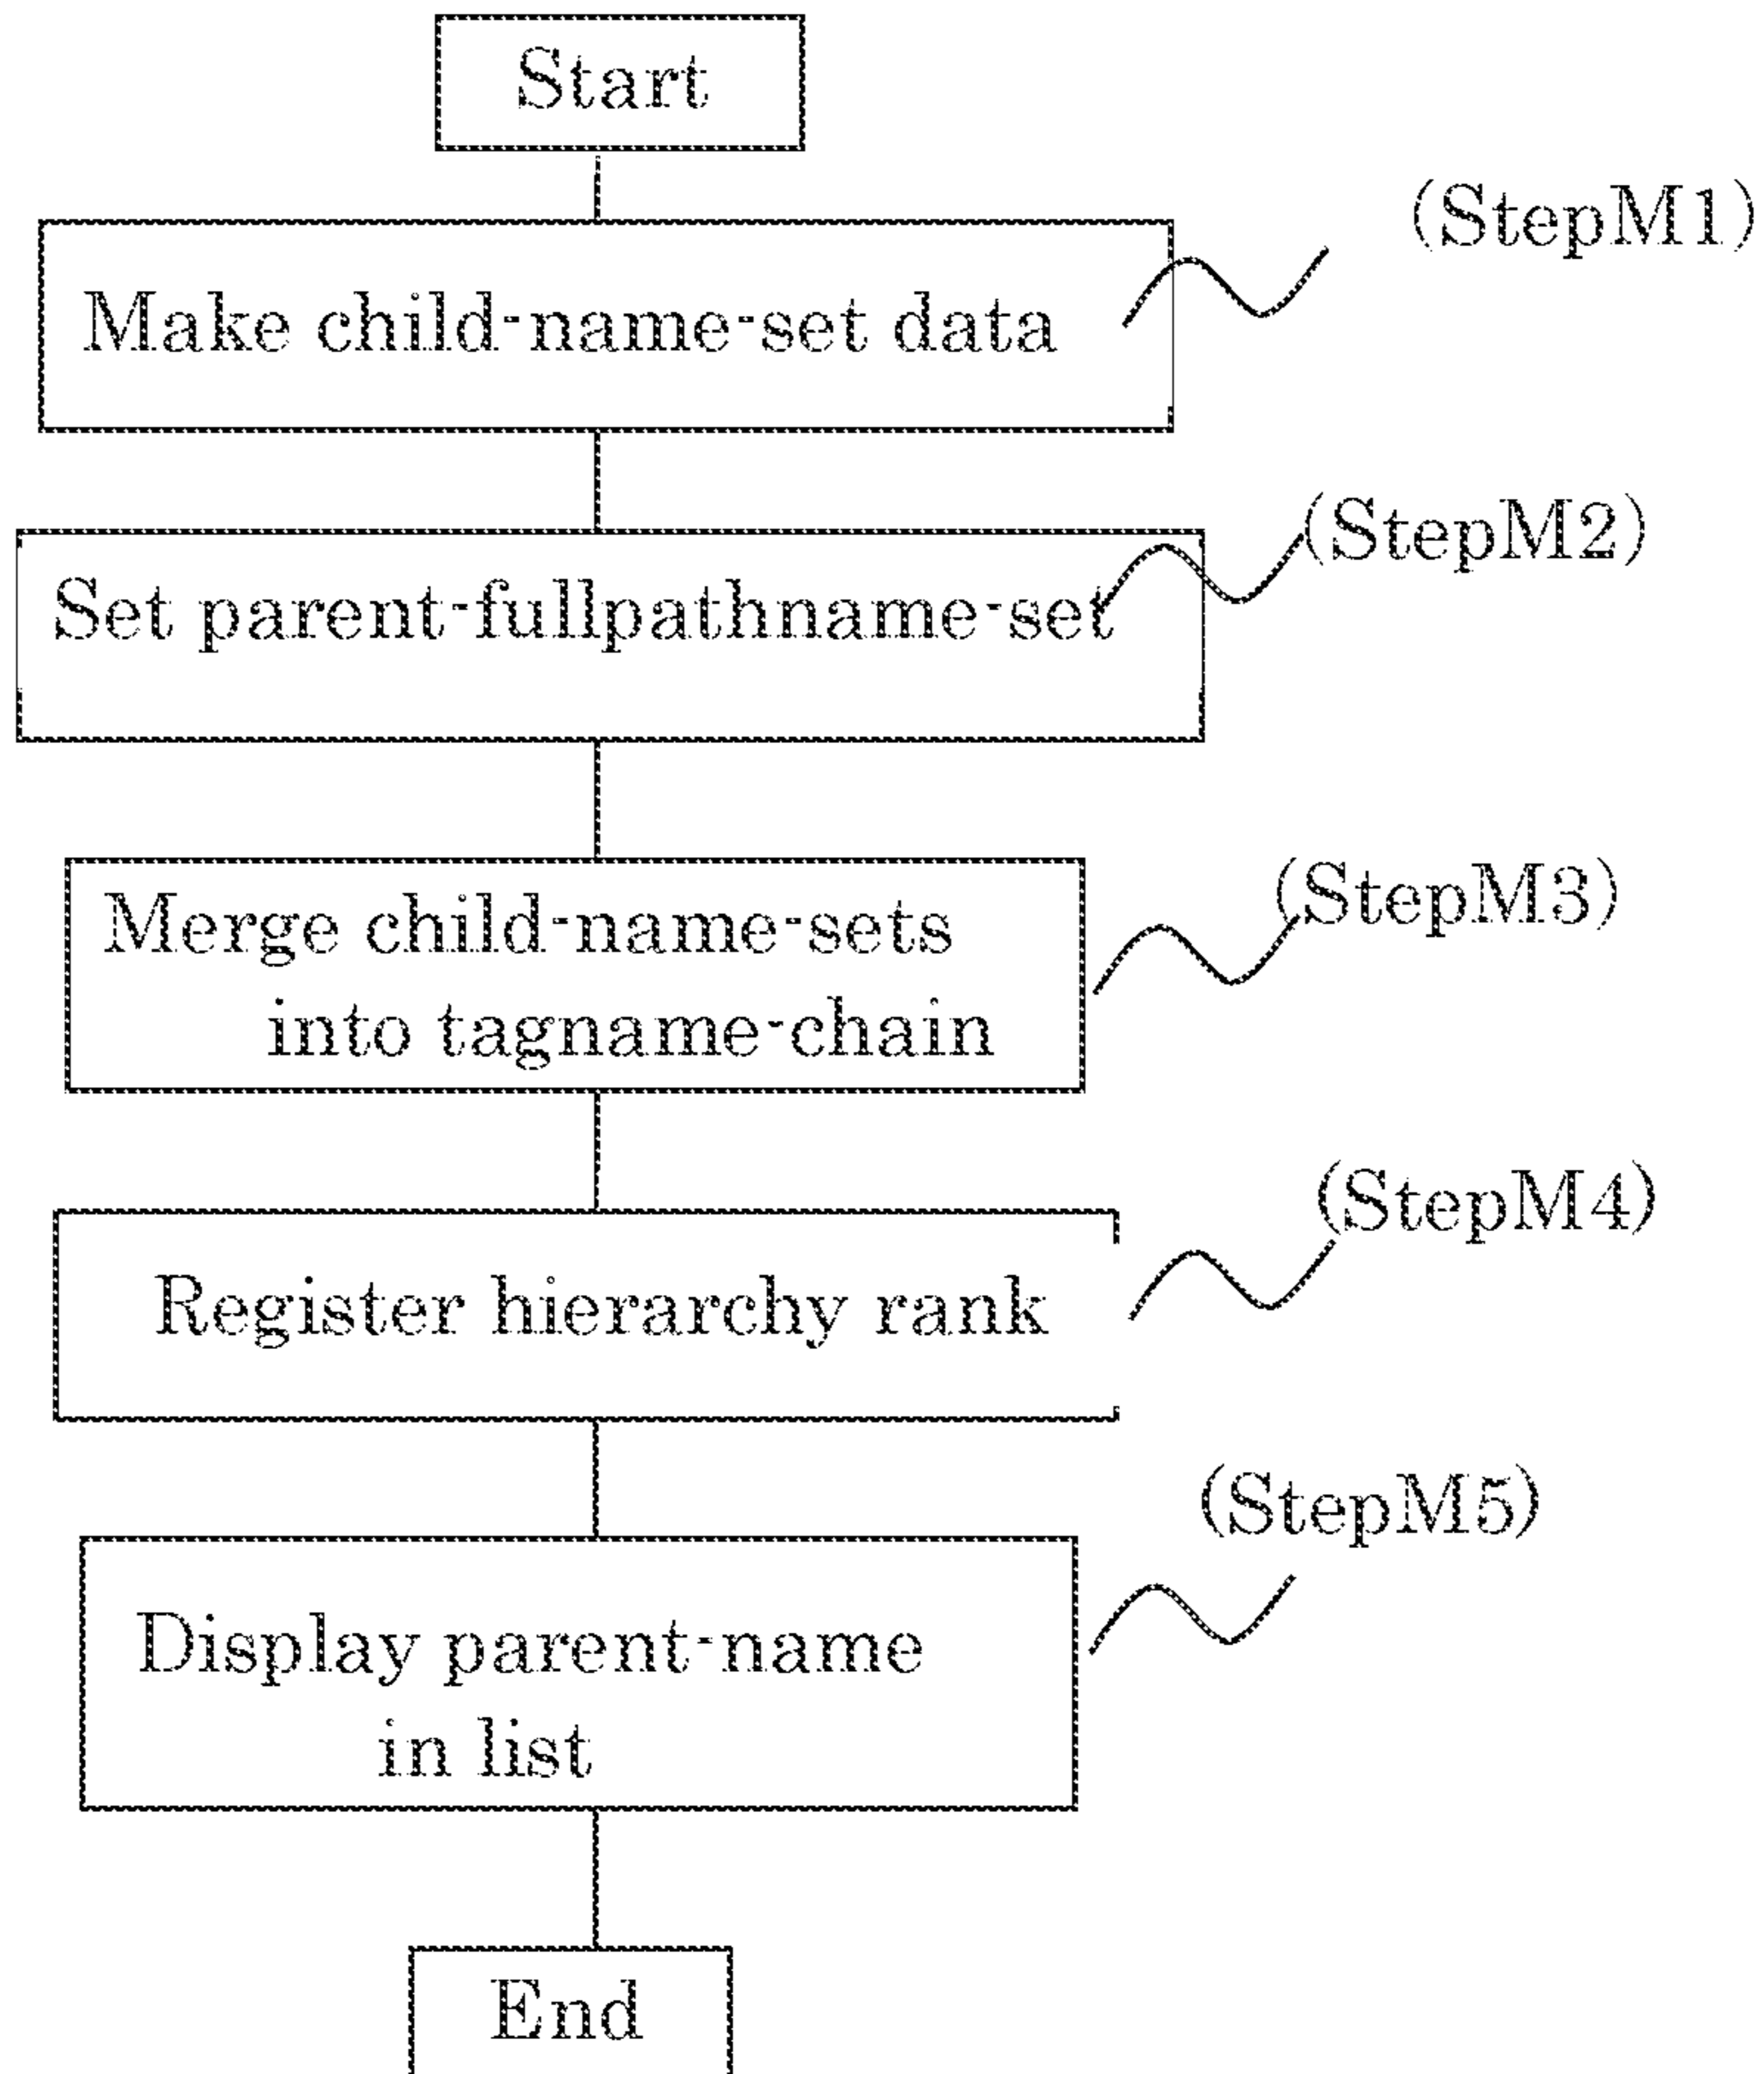 Start
(StepM1)
Make child-name-set data
(StepM2)
Set parent-fullpathname-set
(StepM3)
Merge child-name-sets
into tagname-chain
(StepM4)
Register hierarchy rank
(StepM5)
Display parent-name
in list
End